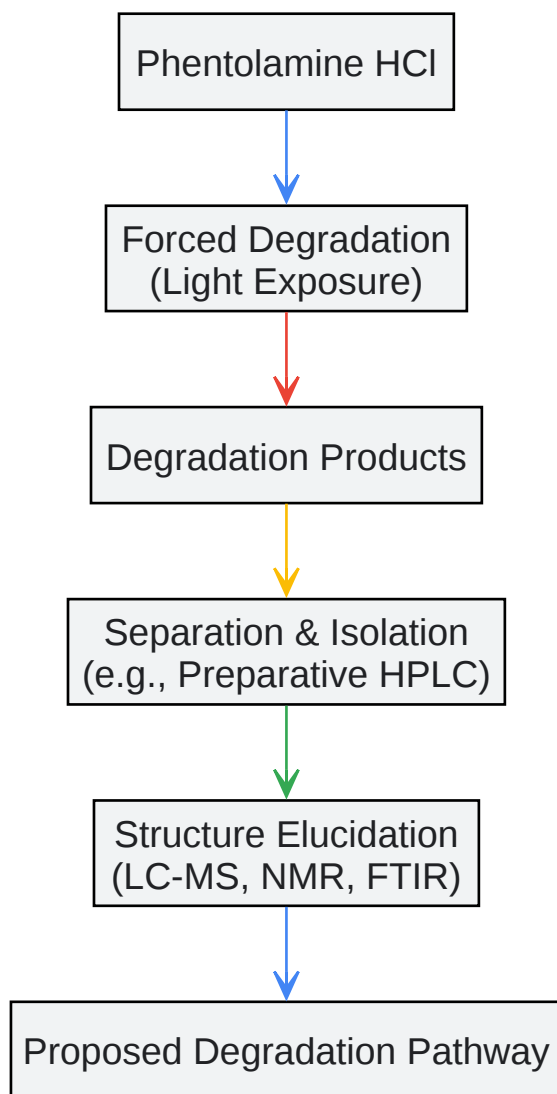 Phentolamine HCl
Forced Degradation
(Light Exposure)
Degradation Products
Separation & Isolation
(e.g., Preparative HPLC)
Structure Elucidation
(LC-MS, NMR, FTIR)
Proposed Degradation Pathway